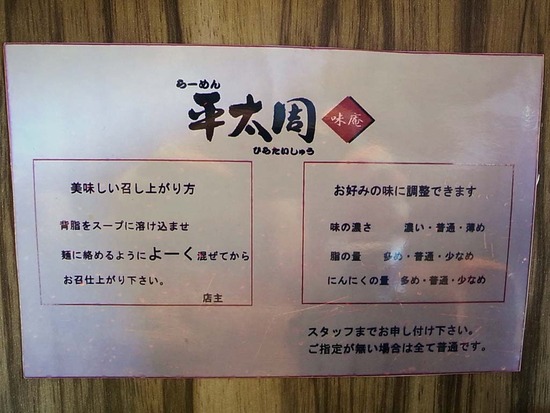 らーめん
平太周 味庵
ひらたいしゅう
美味しい召し上がり方
背脂をスープに溶け込ませ
麺に絡めるようによーく混ぜてから
お召仕上がり下さい。
店主
お好みの味に調整できます
味の濃さ 濃い・普通・薄め
脂の量 多め・普通・少なめ
にんにくの量 多め・普通・少なめ
スタッフまでお申し付け下さい。
ご指定が無い場合は全て普通です。